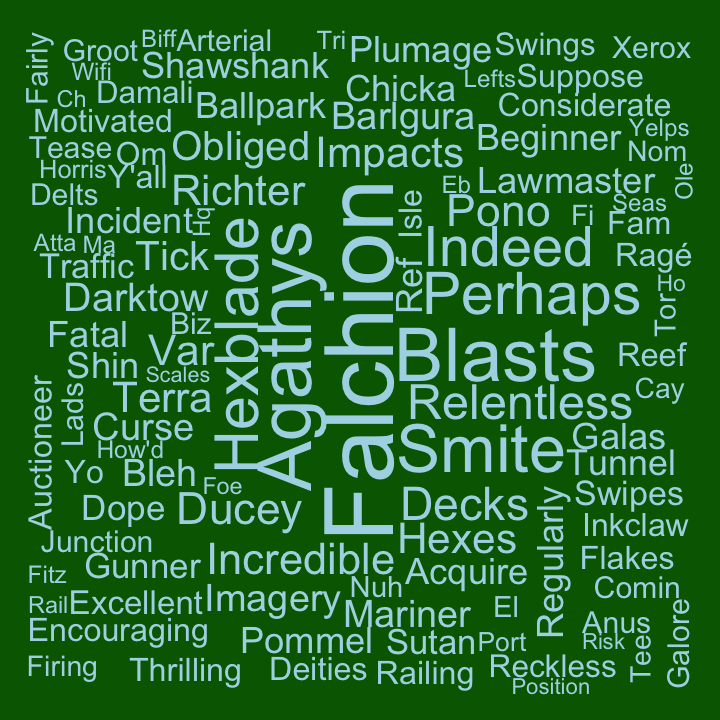 Fairly
Groot
Biff
Arterial
Tri
Plumage
Swings
Xerox
Wifi
Shawshank
Chicka
Lefts
Suppose
Ch
Damali
Ballpark
Barlgura
Considerate
Motivated
Beginner
Yelps
Tease
Om
Obliged
Impacts
Nom
Horris
Y'all
Richter
Eb
Lawmaster
Ole
Delts
Incident
Hq
Isle
Pono
Fi
Seas
Fam
Atta
Ma
Tick
Hexblade
Agathys
Falchion
Ref
Indeed
Ragé
Traffic
Darktow
Perhaps
Ho
Tor
Fatal
Biz
Var
Blasts
Reef
Shin
Scales
Cay
Auctioneer
Lads
Terra
Relentless
Curse
Smite
Galas
How'd
Yo
Bleh
Foe
Tunnel
Dope
Ducey
Decks
Regularly
Swipes
Inkclaw
Junction
Hexes
Gunner
Incredible
Acquire
Flakes
Fitz
Nuh
Comin
Rail
Excellent
Imagery
Mariner
El
Anus
Galore
Encouraging
Pommel
Sutan
Port
Risk
Tees
Firing
Thrilling
Deities
Railing
Reckless
Position